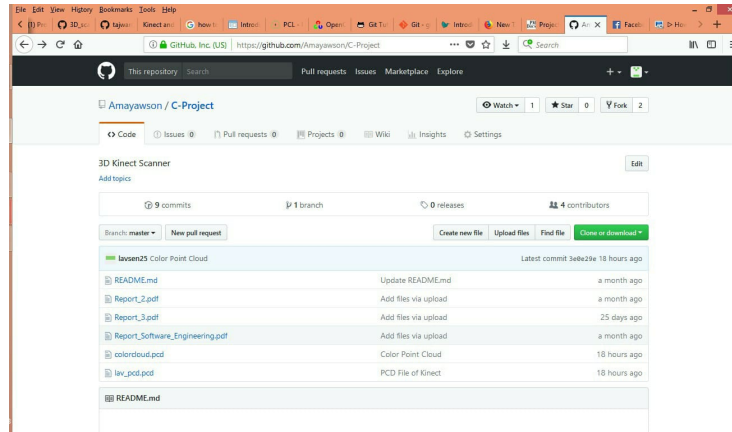 File Edit View History Bookmarks Tools Help
3D_sca tajwar Kinect and G how to Introd PCL - Open Git Tu Git - g Introd New T Projec An Faceb
GitHub, Inc. (US) https://github.com/Amayawson/C-Project Search
This repository Search Pull requests Issues Marketplace Explore
Amayawson / C-Project Watch 1 Star 0 Fork 2
Code Issues 0 Pull requests 0 Projects 0 Wiki Insights Settings
3D Kinect Scanner Edit
Add topics
9 commits 1 branch 0 releases 4 contributors
Branch: master New pull request Create new file Upload files Find file Clone or download
lavsen25 Color Point Cloud Latest commit 3e0e29e 18 hours ago
README.md Update README.md a month ago
Report_2.pdf Add files via upload a month ago
Report_3.pdf Add files via upload 25 days ago
Report_Software_Engineering.pdf Add files via upload a month ago
colorcloud.pcd Color Point Cloud 18 hours ago
lav_pcd.pcd PCD File of Kinect 18 hours ago
README.md